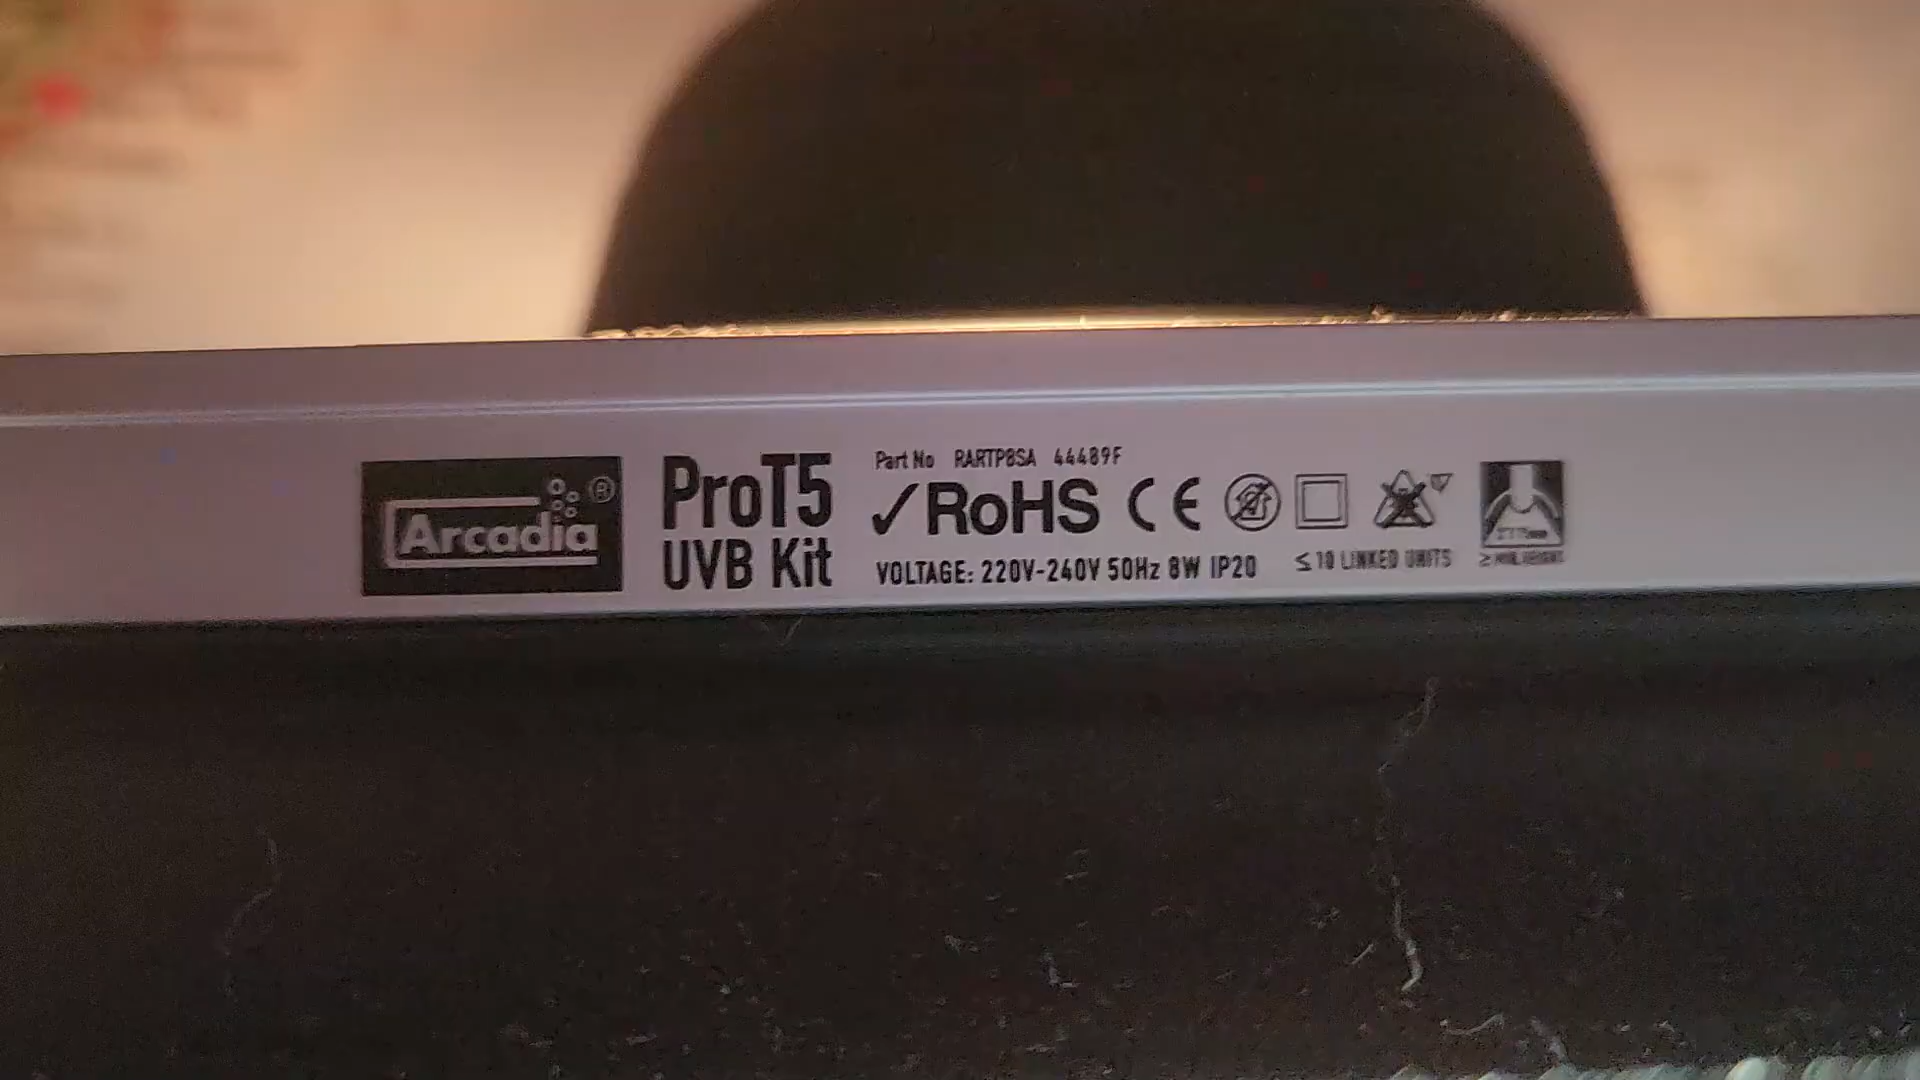 Arcadia®
ProT5
UVB Kit
Part No RARTP8SA 44489F
✓RoHS CE
VOLTAGE: 220V-240V 50Hz 8W IP20
≤ 10 LINKED UNITS